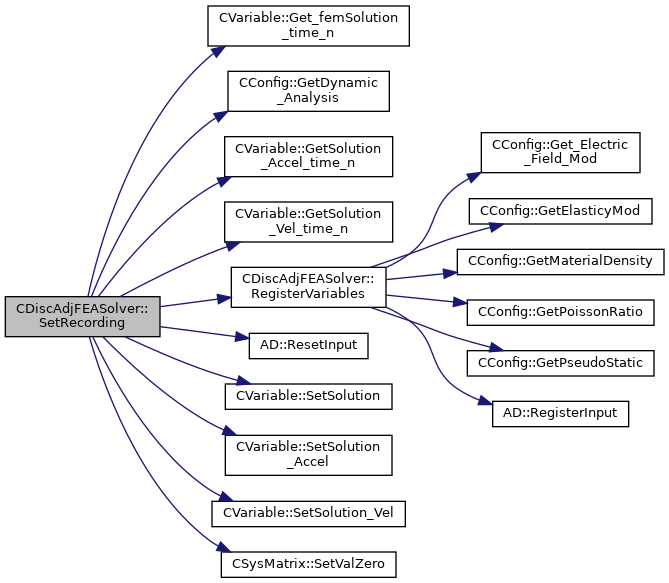 CDiscAdjFEASolver::
SetRecording
CVariable::Get_femSolution
_time_n
CConfig::GetDynamic
_Analysis
CVariable::GetSolution
_Accel_time_n
CVariable::GetSolution
_Vel_time_n
CDiscAdjFEASolver::
RegisterVariables
AD::ResetInput
CVariable::SetSolution
CVariable::SetSolution
_Accel
CVariable::SetSolution_Vel
CSysMatrix::SetValZero
CConfig::Get_Electric
_Field_Mod
CConfig::GetElasticyMod
CConfig::GetMaterialDensity
CConfig::GetPoissonRatio
CConfig::GetPseudoStatic
AD::RegisterInput